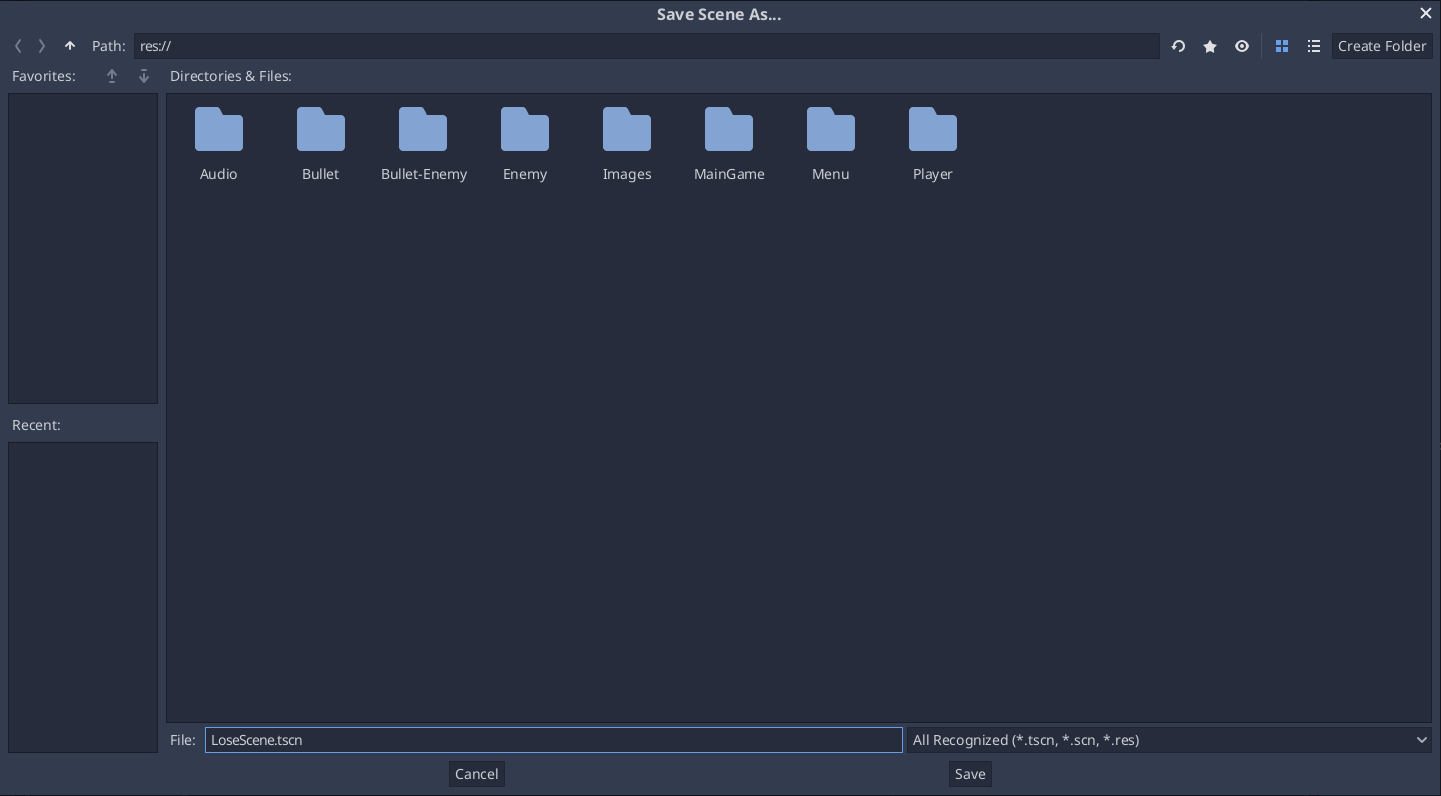 Save Scene As...
Path: res:// Create Folder
Favorites: Directories & Files:
Audio Bullet Bullet-Enemy Enemy Images MainGame Menu Player
Recent:
File: LoseScene.tscn All Recognized (*.tscn, *.scn, *.res)
Cancel Save